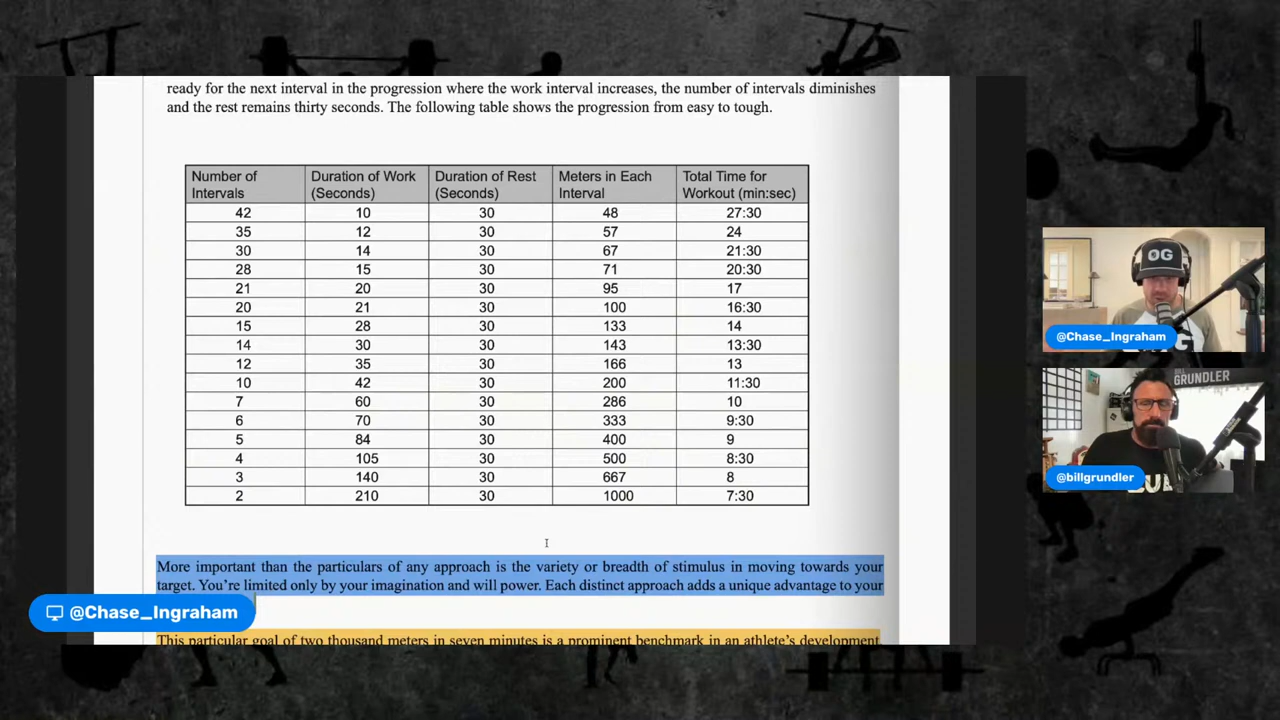 ready for the next interval in the progression where the work interval increases, the number of intervals diminishes
and the rest remains thirty seconds. The following table shows the progression from easy to tough.
Number of Intervals Duration of Work (Seconds) Duration of Rest (Seconds) Meters in Each Interval Total Time for Workout (min:sec)
42 10 30 48 27:30
35 12 30 57 24
30 14 30 67 21:30
28 15 30 71 20:30
21 20 30 95 17
20 21 30 100 16:30
15 28 30 133 14
14 30 30 143 13:30
12 35 30 166 13
10 42 30 200 11:30
7 60 30 286 10
6 70 30 333 9:30
5 84 30 400 9
4 105 30 500 8:30
3 140 30 667 8
2 210 30 1000 7:30
More important than the particulars of any approach is the variety or breadth of stimulus in moving towards your
target. You're limited only by your imagination and will power. Each distinct approach adds a unique advantage to your
@Chase_Ingraham
This particular goal of two thousand meters in seven minutes is a prominent benchmark in an athlete's development
OG
@Chase_Ingraham
BILL
GRUNDLER
@billgrundler